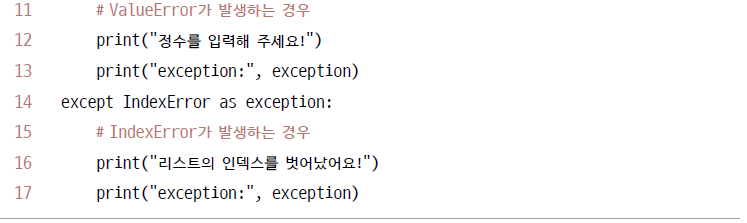 11 # ValueError가 발생하는 경우
12 print("정수를 입력해 주세요!")
13 print("exception:", exception)
14 except IndexError as exception:
15 # IndexError가 발생하는 경우
16 print("리스트의 인덱스를 벗어났어요!")
17 print("exception:", exception)